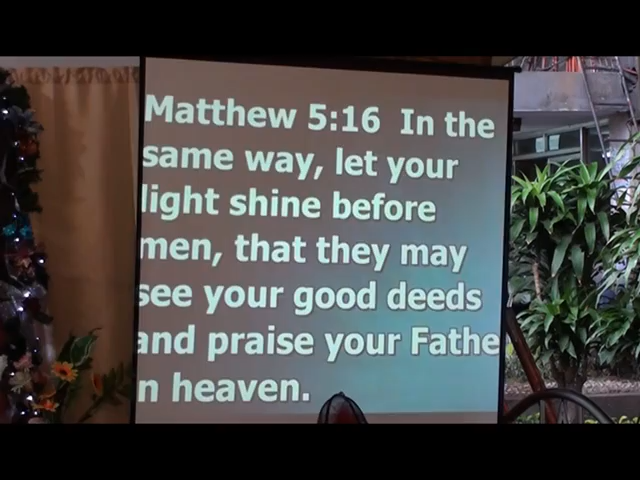 Matthew 5:16 In the
same way, let your
light shine before
men, that they may
see your good deeds
and praise your Fathe
n heaven.